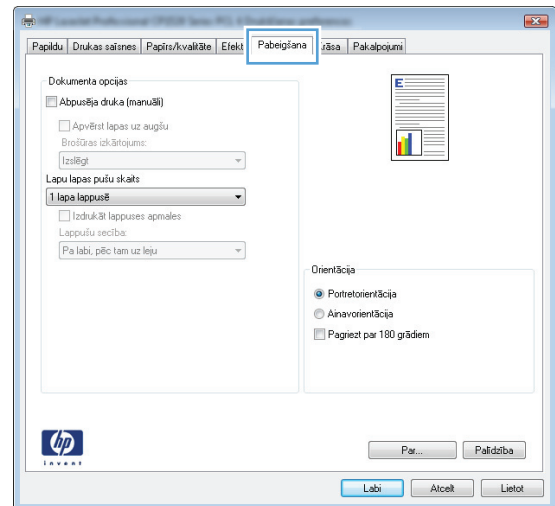 Papildu Drukas saīsnes Papīrs/kvalitāte Efekt Pabeigšana rāsa Pakalpojumi
Dokumenta opcijas
Abpusēja druka (manuāli)
Apvērst lapas uz augšu
Brošūras izkārtojums:
Izslēgt
Lapu lapas pušu skaits
1 lapa lappusē
Izdrukāt lappuses apmales
Lappušu secība:
Pa labi, pēc tam uz leju
E
Orientācija
Portretorientācija
Ainavorientācija
Pagriezt par 180 grādiem
hp
invent
Par... Palīdzība
Labi Atcelt Lietot